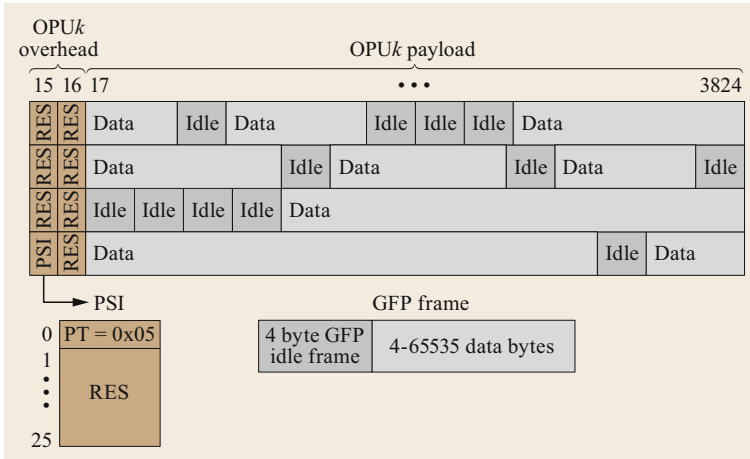 OPUk
overhead
OPUk payload
15 16 17 ••• 3824
RES RES Data Idle Data Idle Idle Idle Data
RES RES Data Idle Data Idle Data Idle
RES RES Idle Idle Idle Idle Data
PSI RES Data Idle Data
PSI
GFP frame
0 PT = 0x05
1
RES
25
4 byte GFP
idle frame
4-65535 data bytes